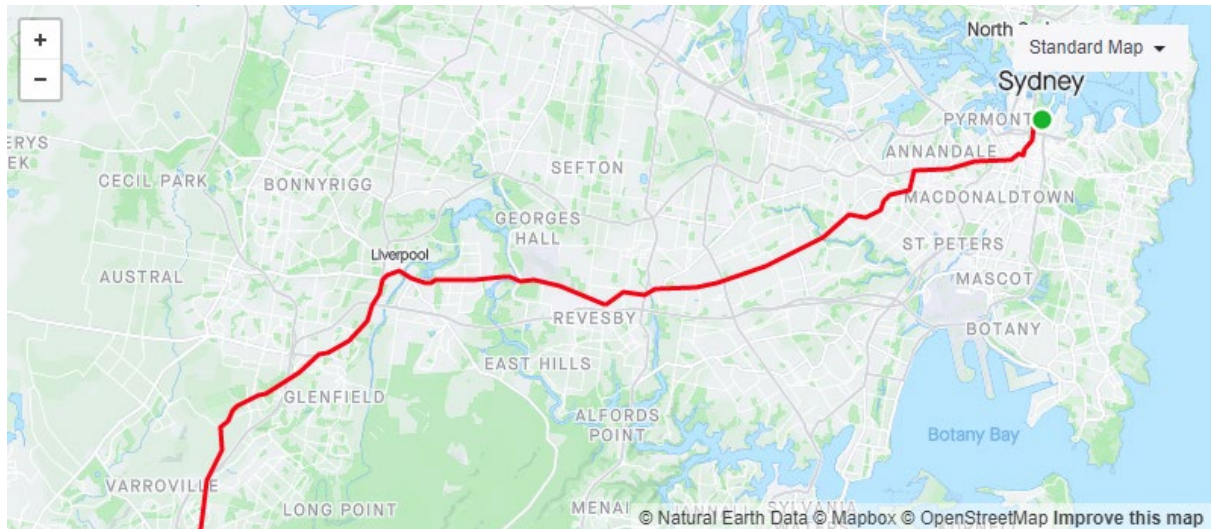 +
−
North
Standard Map
Sydney
PYRMONT
ERYS
EK
ANNANDALE
SEFTON
CECIL PARK
BONNYRIGG
MACDONALDTOWN
GEORGES
HALL
ST PETERS
Liverpool
AUSTRAL
MASCOT
REVESBY
BOTANY
EAST HILLS
GLENFIELD
ALFORDS
POINT
Botany Bay
VARROVILLE
LONG POINT
MENAI
SYLVANIA
© Natural Earth Data © Mapbox © OpenStreetMap Improve this map